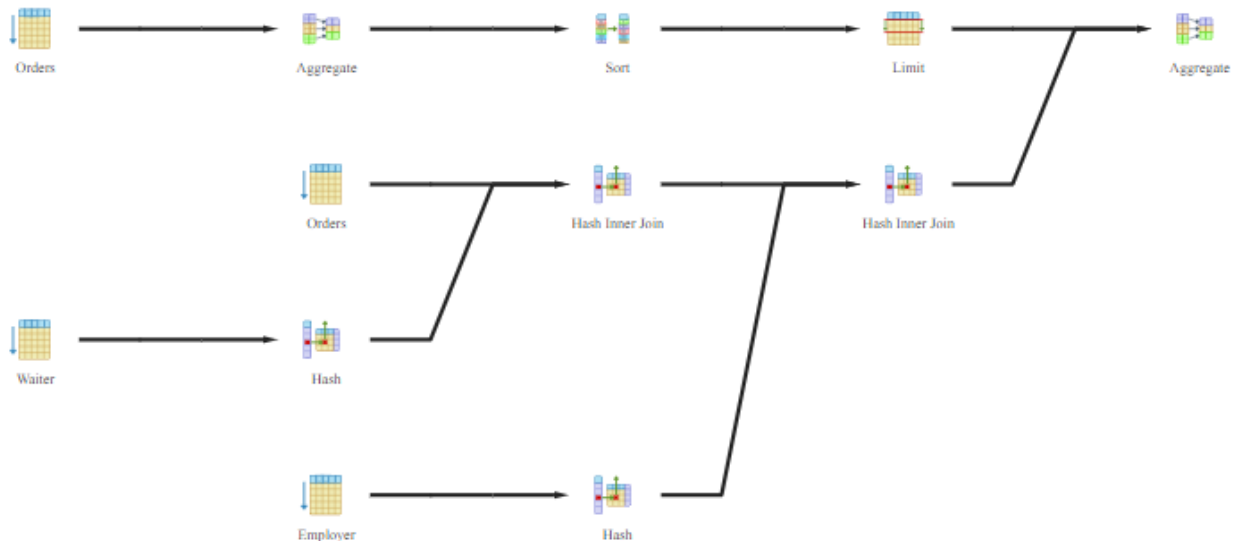 Orders
Aggregate
Sort
Limit
Aggregate
Orders
Hash Inner Join
Hash Inner Join
Waiter
Hash
Employer
Hash